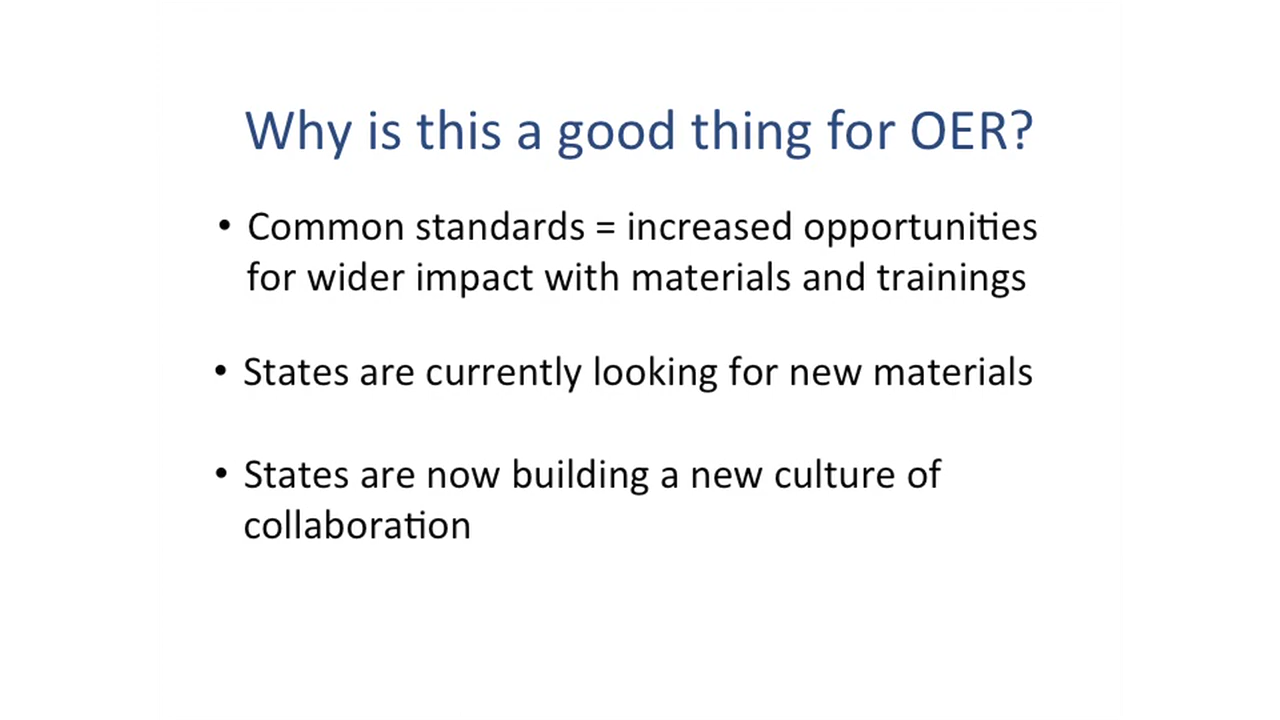 Why is this a good thing for OER?
• Common standards = increased opportunities
for wider impact with materials and trainings
• States are currently looking for new materials
• States are now building a new culture of
collaboration